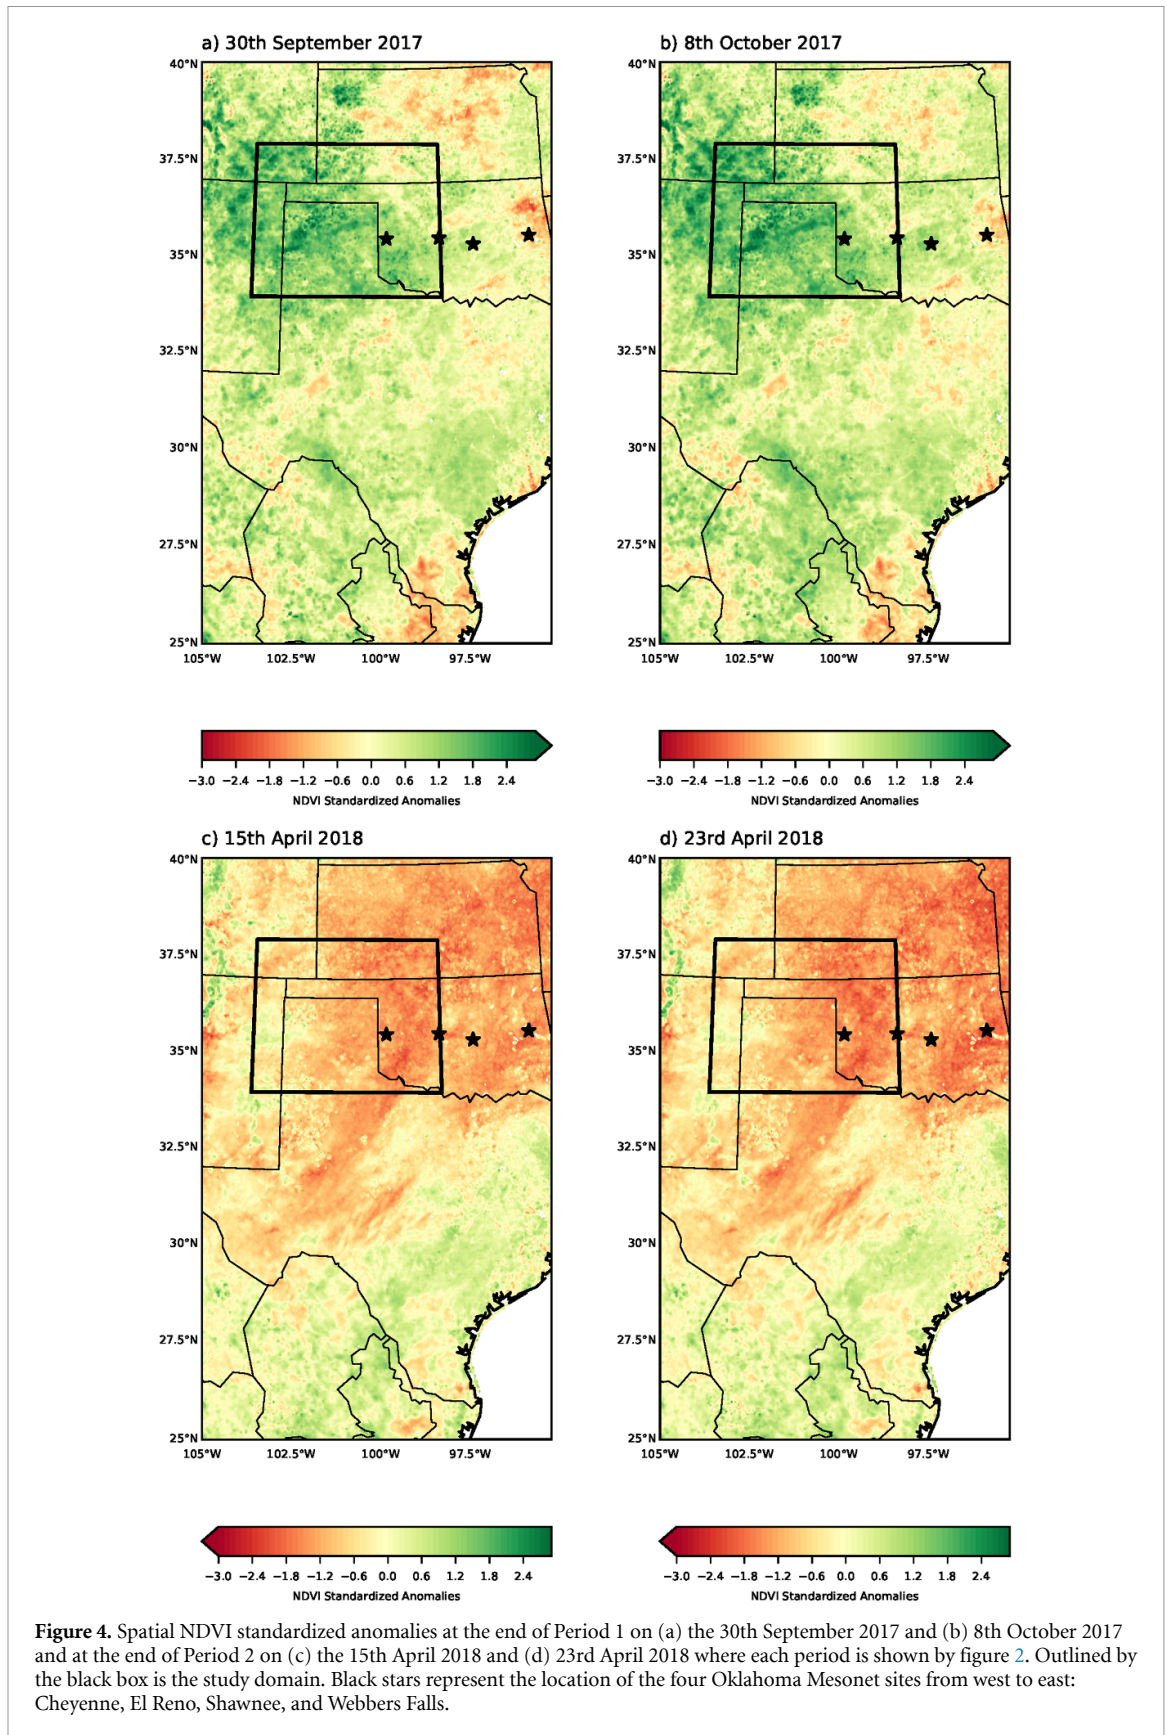 a) 30th September 2017
b) 8th October 2017
40°N
37.5°N
35°N
32.5°N
30°N
27.5°N
25°N
105°W 102.5°W 100°W 97.5°W
40°N
37.5°N
35°N
32.5°N
30°N
27.5°N
25°N
105°W 102.5°W 100°W 97.5°W
−3.0 −2.4 −1.8 −1.2 −0.6 0.0 0.6 1.2 1.8 2.4
NDVI Standardized Anomalies
−3.0 −2.4 −1.8 −1.2 −0.6 0.0 0.6 1.2 1.8 2.4
NDVI Standardized Anomalies
c) 15th April 2018
d) 23rd April 2018
40°N
37.5°N
35°N
32.5°N
30°N
27.5°N
25°N
105°W 102.5°W 100°W 97.5°W
40°N
37.5°N
35°N
32.5°N
30°N
27.5°N
25°N
105°W 102.5°W 100°W 97.5°W
−3.0 −2.4 −1.8 −1.2 −0.6 0.0 0.6 1.2 1.8 2.4
NDVI Standardized Anomalies
−3.0 −2.4 −1.8 −1.2 −0.6 0.0 0.6 1.2 1.8 2.4
NDVI Standardized Anomalies
Figure 4. Spatial NDVI standardized anomalies at the end of Period 1 on (a) the 30th September 2017 and (b) 8th October 2017
and at the end of Period 2 on (c) the 15th April 2018 and (d) 23rd April 2018 where each period is shown by figure 2. Outlined by
the black box is the study domain. Black stars represent the location of the four Oklahoma Mesonet sites from west to east:
Cheyenne, El Reno, Shawnee, and Webbers Falls.